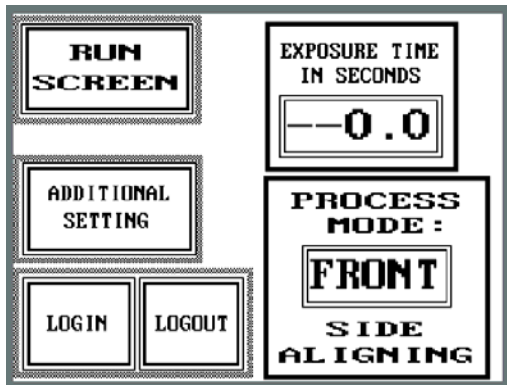 RUN
SCREEN
EXPOSURE TIME
IN SECONDS
--0.0
ADDITIONAL
SETTING
PROCESS
MODE:
FRONT
SIDE
ALIGNING
LOGIN
LOGOUT